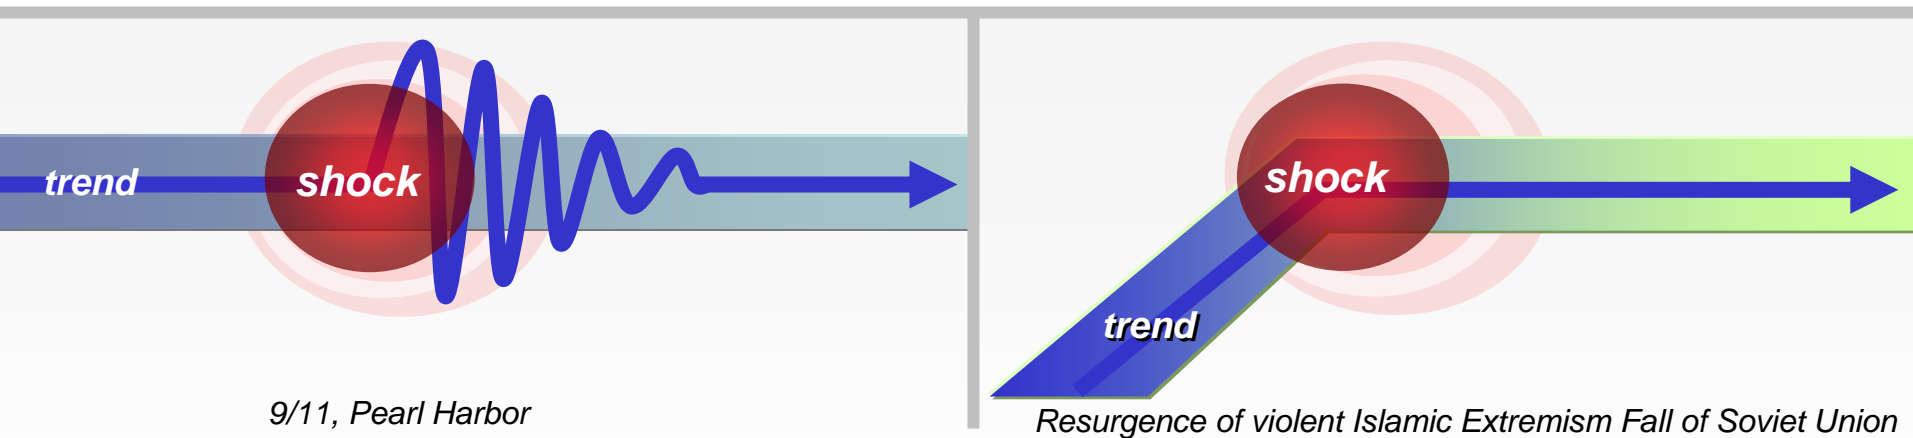 trend
shock
9/11, Pearl Harbor
shock
trend
Resurgence of violent Islamic Extremism Fall of Soviet Union